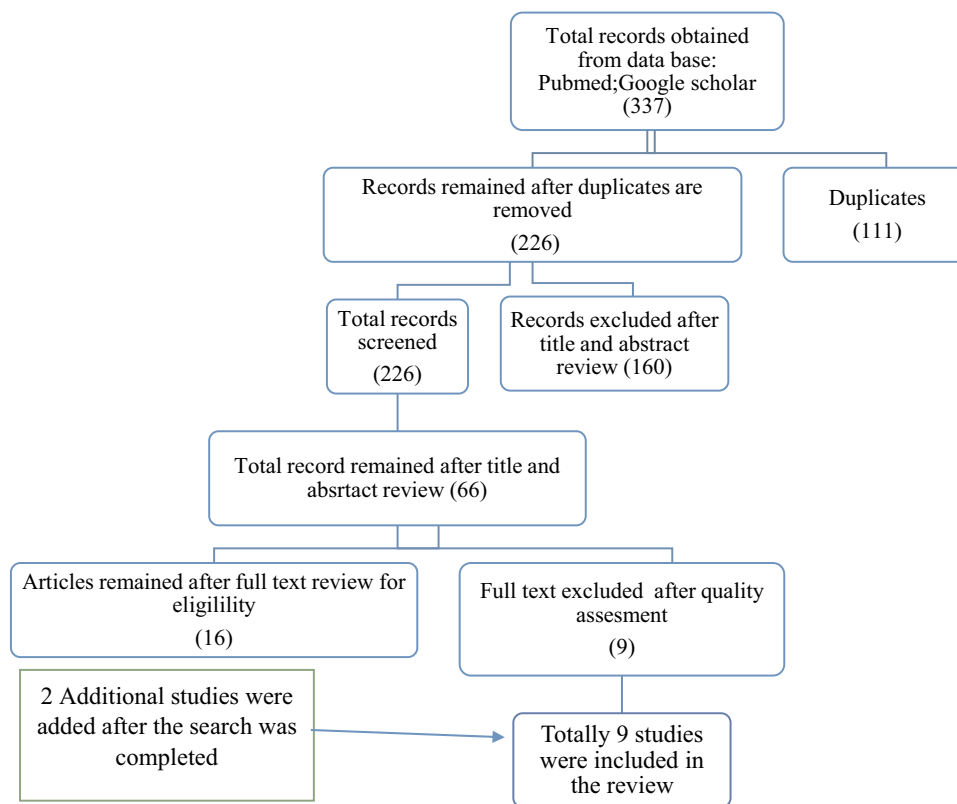 Total records obtained
from data base:
Pubmed;Google scholar
(337)
Records remained after duplicates are
removed
(226)
Duplicates
(111)
Total records
screened
(226)
Records excluded after
title and abstract
review (160)
Total record remained after title and
absrtact review (66)
Articles remained after full text review for
eligilility
(16)
Full text excluded after quality
assesment
(9)
2 Additional studies were
added after the search was
completed
Totally 9 studies
were included in
the review